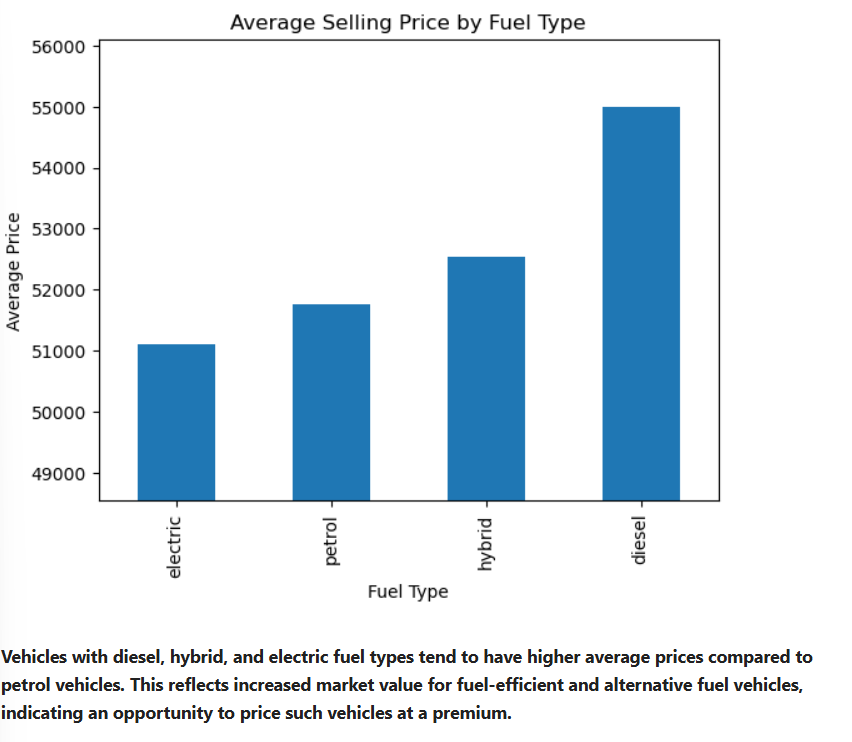 Average Selling Price by Fuel Type
56000
55000
54000
53000
52000
51000
50000
49000
Average Price
electric
petrol
hybrid
diesel
Fuel Type
Vehicles with diesel, hybrid, and electric fuel types tend to have higher average prices compared to
petrol vehicles. This reflects increased market value for fuel-efficient and alternative fuel vehicles,
indicating an opportunity to price such vehicles at a premium.